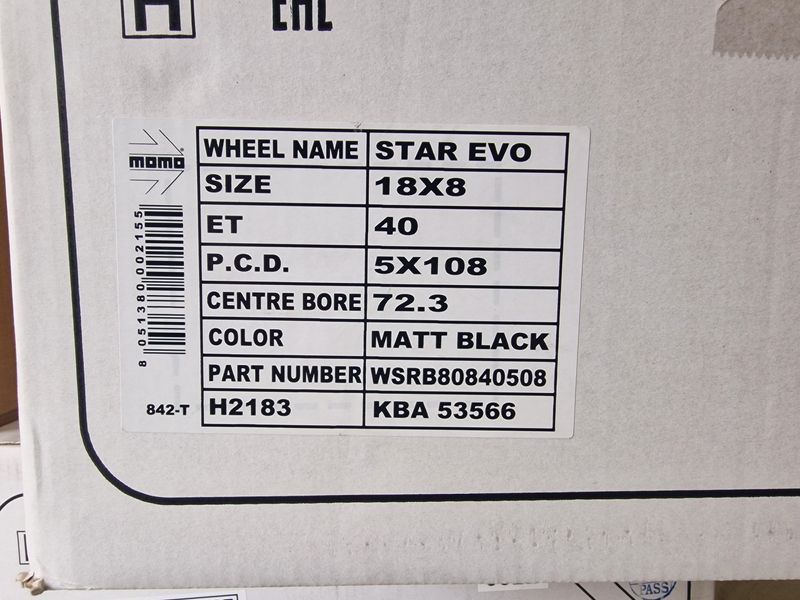 H EAC
momo
WHEEL NAME STAR EVO
SIZE 18X8
ET 40
P.C.D. 5X108
CENTRE BORE 72.3
COLOR MATT BLACK
PART NUMBER WSRB80840508
842-T H2183 KBA 53566
8 051380 002155
PASS